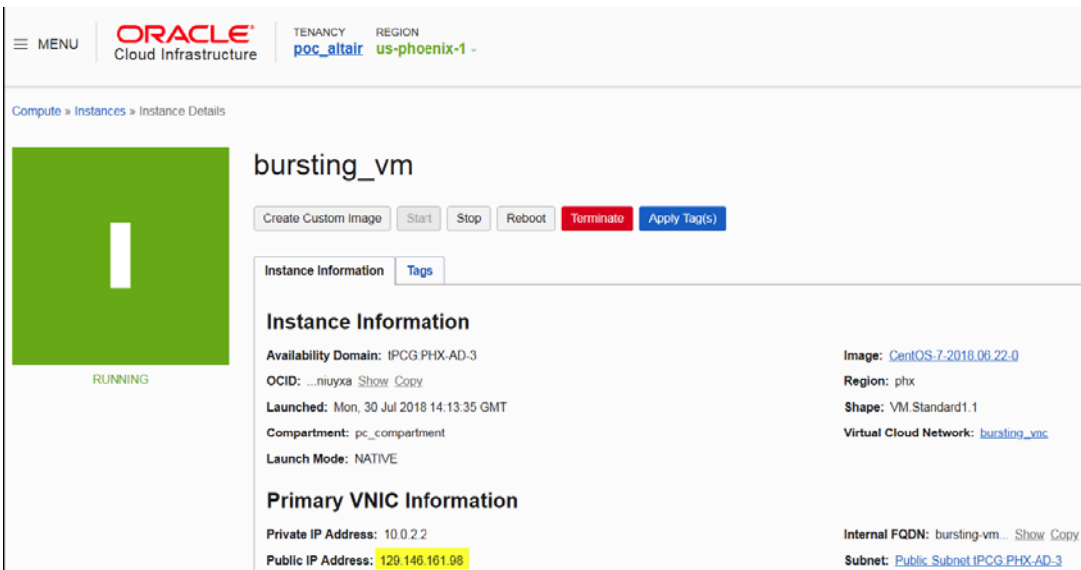 MENU
ORACLE
Cloud Infrastructure
TENANCY REGION
poc_altair us-phoenix-1
Compute » Instances » Instance Details
bursting_vm
Create Custom Image Start Stop Reboot Terminate Apply Tag(s)
Instance Information Tags
Instance Information
Availability Domain: tPCG:PHX-AD-3 Image: CentOS-7-2018.06.22-0
OCID: ...niuyxa Show Copy Region: phx
Launched: Mon, 30 Jul 2018 14:13:35 GMT Shape: VM.Standard1.1
Compartment: pc_compartment Virtual Cloud Network: bursting_vnc
Launch Mode: NATIVE
RUNNING
Primary VNIC Information
Private IP Address: 10.0.2.2 Internal FQDN: bursting-vm... Show Copy
Public IP Address: 129.146.161.98 Subnet: Public Subnet tPCG:PHX-AD-3